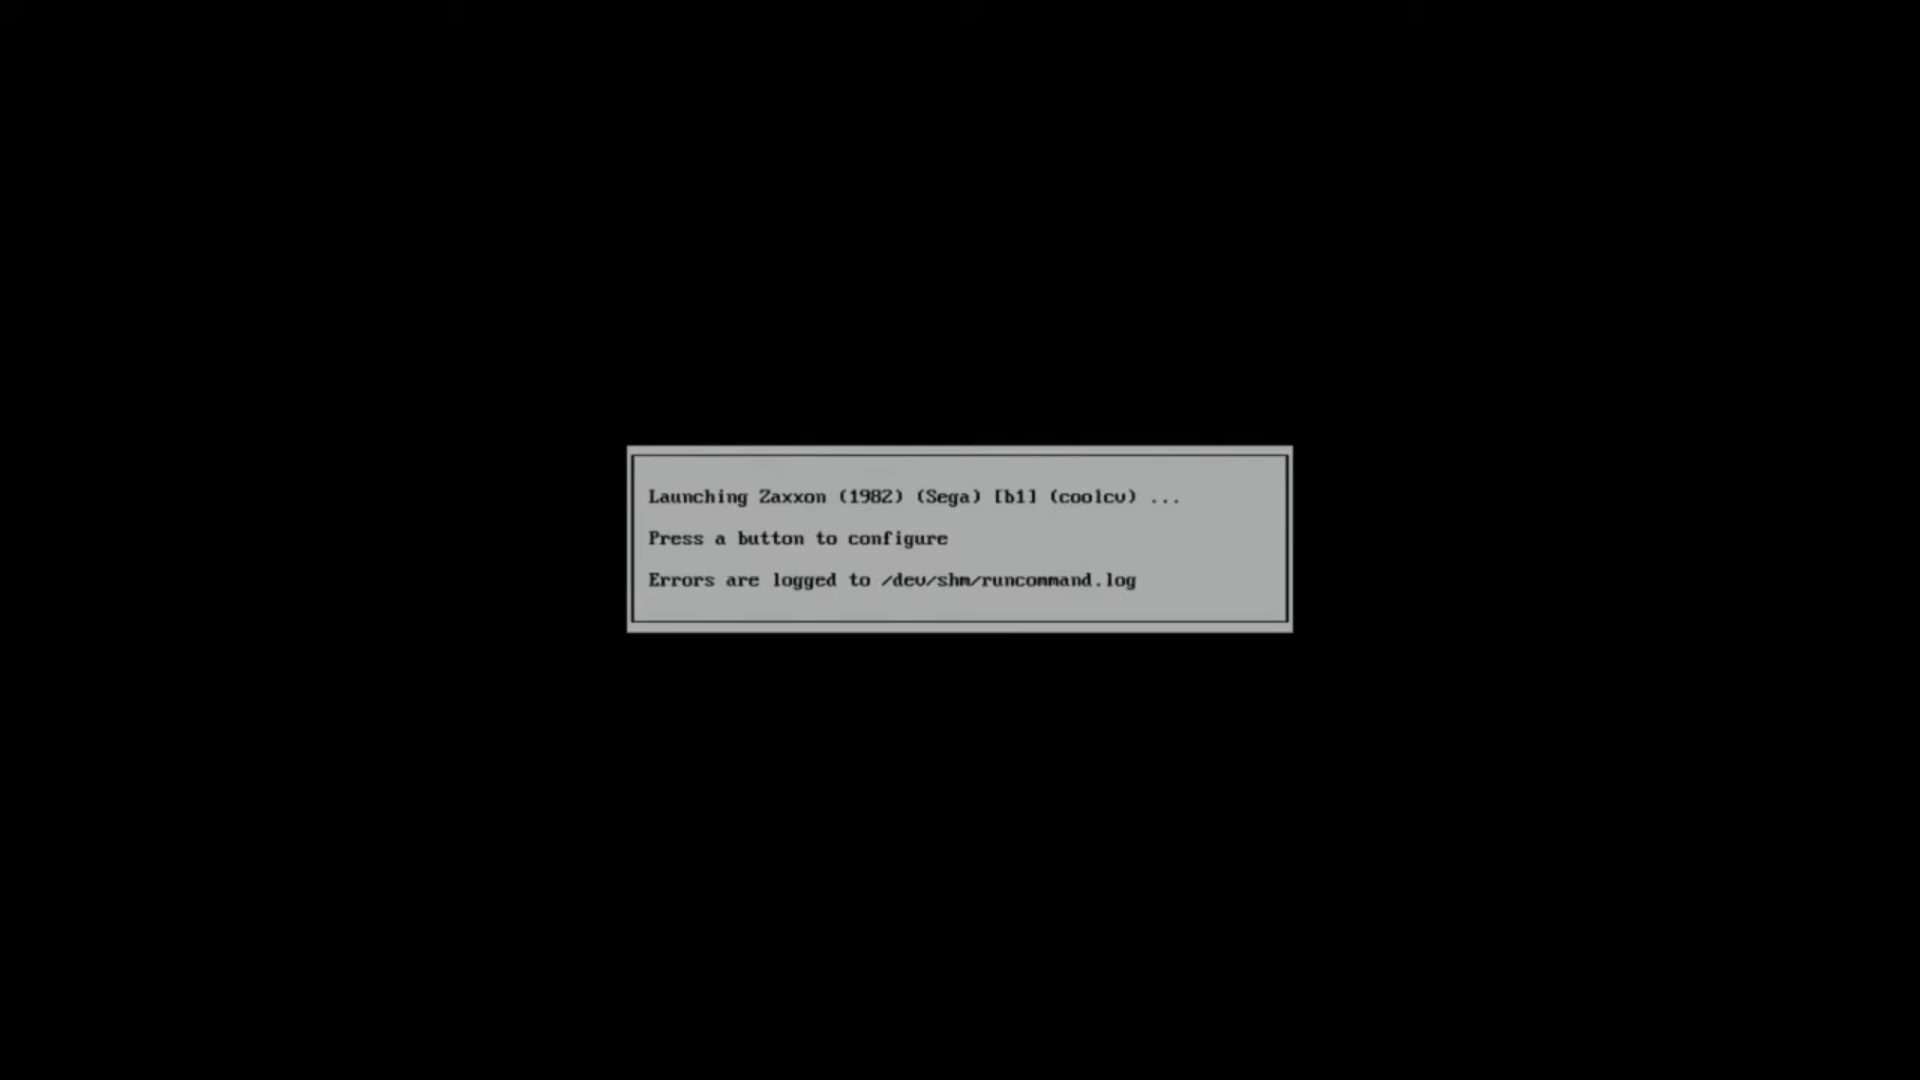 Launching Zaxxon (1982) (Sega) [b1] (coolcv) ...
Press a button to configure
Errors are logged to /dev/shm/runcommand.log